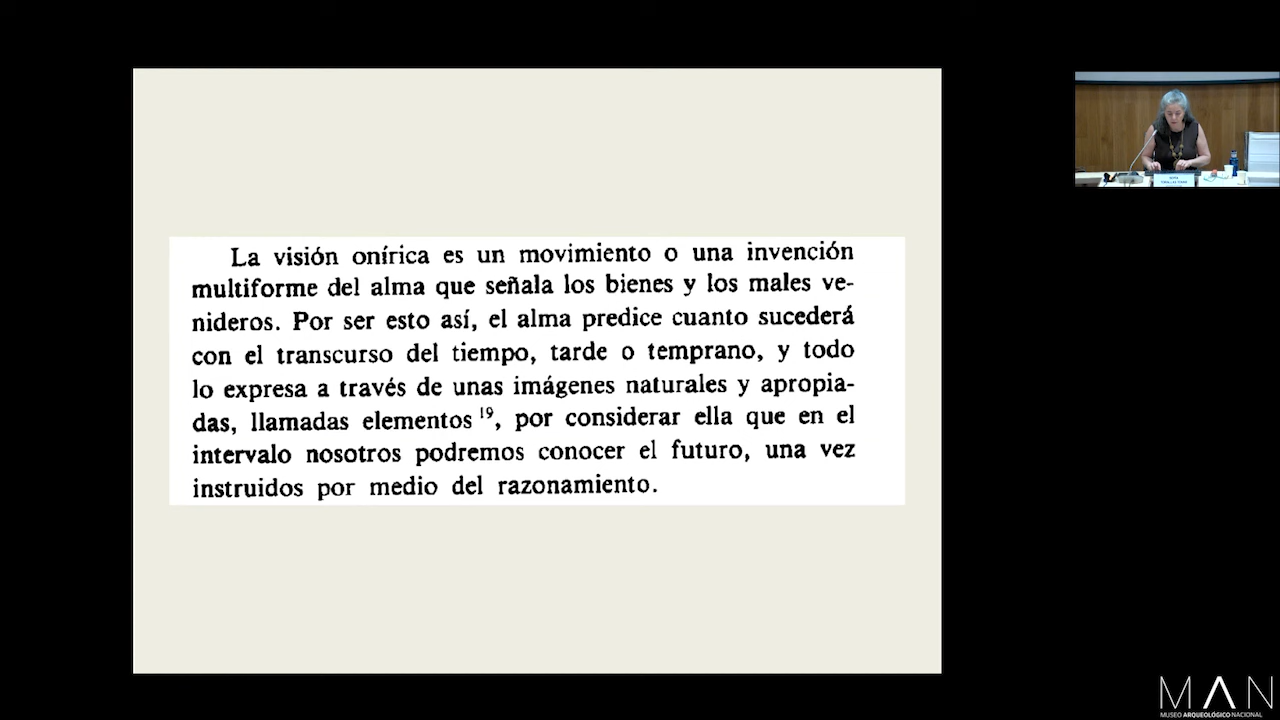 La visión onírica es un movimiento o una invención
multiforme del alma que señala los bienes y los males ve-
nideros. Por ser esto así, el alma predice cuanto sucederá
con el transcurso del tiempo, tarde o temprano, y todo
lo expresa a través de unas imágenes naturales y apropia-
das, llamadas elementos 19, por considerar ella que en el
intervalo nosotros podremos conocer el futuro, una vez
instruidos por medio del razonamiento.
MAN
MUSEO ARQUEOLÓGICO NACIONAL